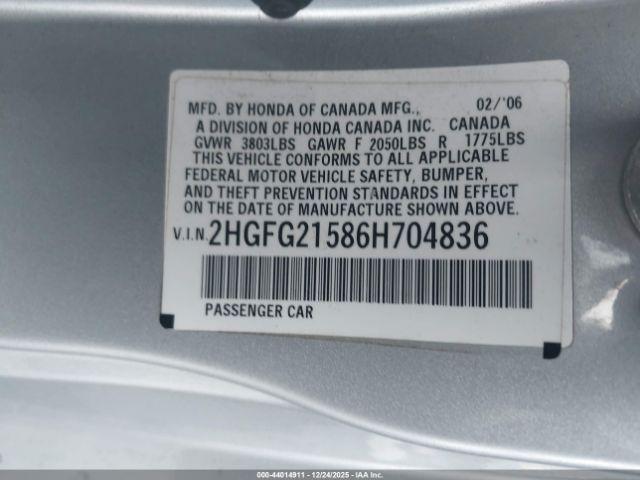 MFD. BY HONDA OF CANADA MFG., 02/'06
A DIVISION OF HONDA CANADA INC. CANADA
GVWR 3803LBS GAWR F 2050LBS R 1775LBS
THIS VEHICLE CONFORMS TO ALL APPLICABLE
FEDERAL MOTOR VEHICLE SAFETY, BUMPER,
AND THEFT PREVENTION STANDARDS IN EFFECT
ON THE DATE OF MANUFACTURE SHOWN ABOVE.
V.I.N. 2HGFG21586H704836
PASSENGER CAR
000-44014911 - 12/24/2025 - IAA Inc.